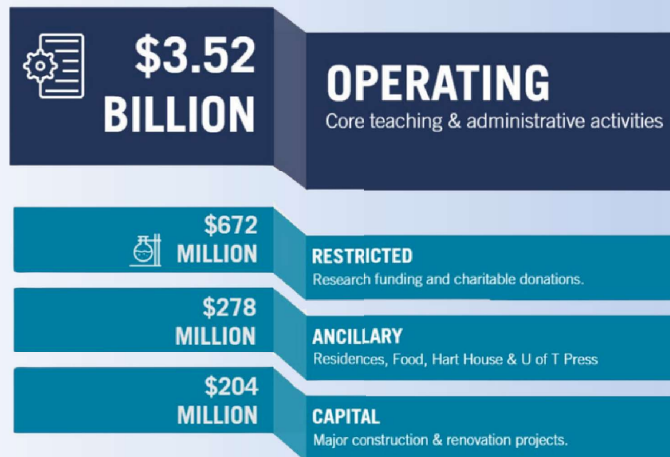 $3.52
BILLION
OPERATING
Core teaching & administrative activities
$672
MILLION
RESTRICTED
Research funding and charitable donations.
$278
MILLION
ANCILLARY
Residences, Food, Hart House & U of T Press
$204
MILLION
CAPITAL
Major construction & renovation projects.